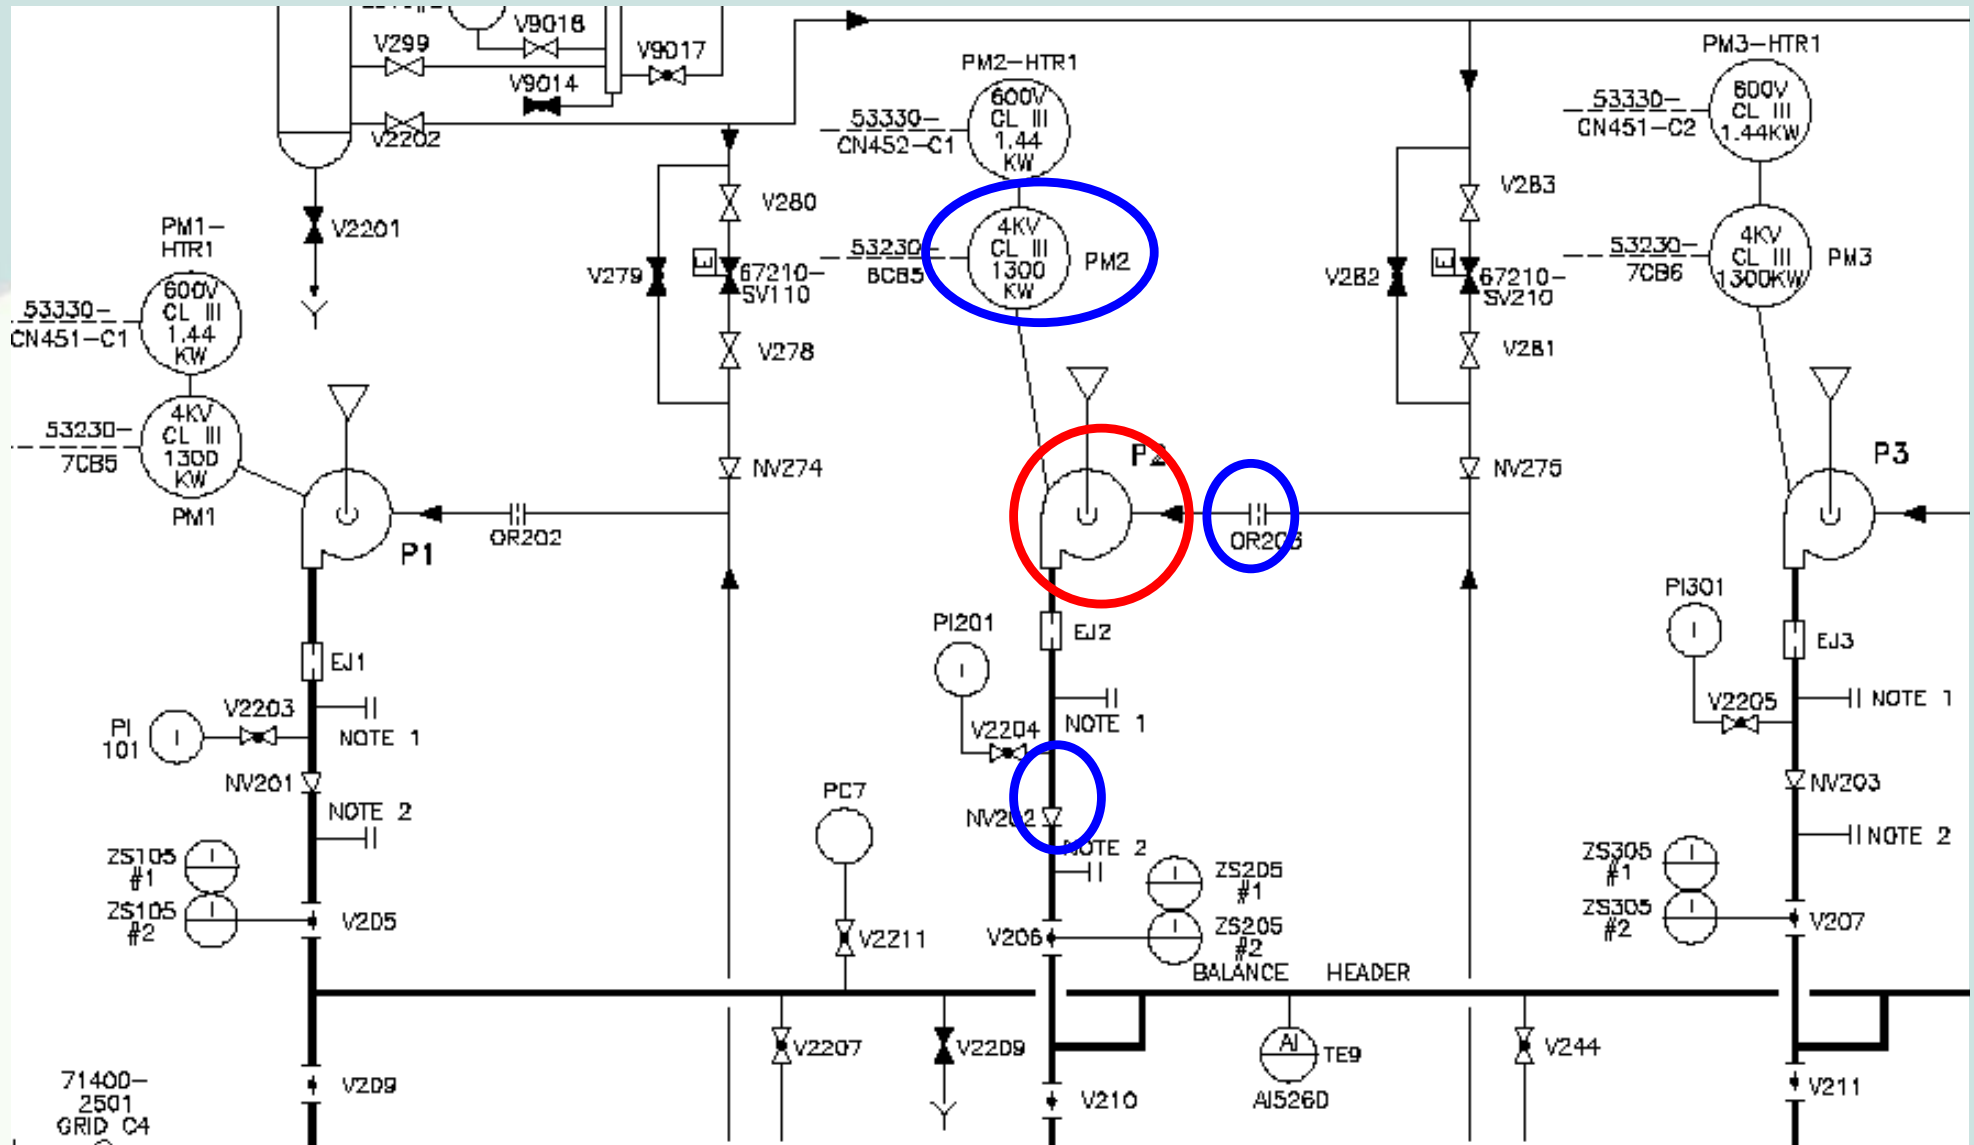 V9016
V299
V9017
V9014
V2202
V2201
PM1-
HTR1
600V
CL III
1.44
KW
53330-
CN451-C1
4KV
CL III
1300
KW
53230-
7CB5
PM1
P1
OR202
EJ1
V2203
PI
101
I
NOTE 1
NV201
NOTE 2
ZS105
#1
I
ZS105
#2
I
V205
V209
71400-
2501
GRID C4
V280
V279
E
67210-
SV110
V278
NV274
PM2-HTR1
600V
CL III
1.44
KW
53330-
CN452-C1
4KV
CL III
1300
KW
53230-
8CB5
PM2
P2
EJ2
PI201
I
V2204
NOTE 1
NV202
NOTE 2
PC7
V2211
V206
I
ZS205
#1
I
ZS205
#2
BALANCE HEADER
V2207
V2209
V210
AI
TE9
AI526D
V244
V283
V282
E
67210-
SV210
V281
NV275
PM3-HTR1
600V
CL III
1.44KW
53330-
CN451-C2
4KV
CL III
1300KW
53230-
7CB6
PM3
P3
PI301
I
EJ3
V2205
NOTE 1
NV203
NOTE 2
ZS305
#1
I
ZS305
#2
I
V207
V211